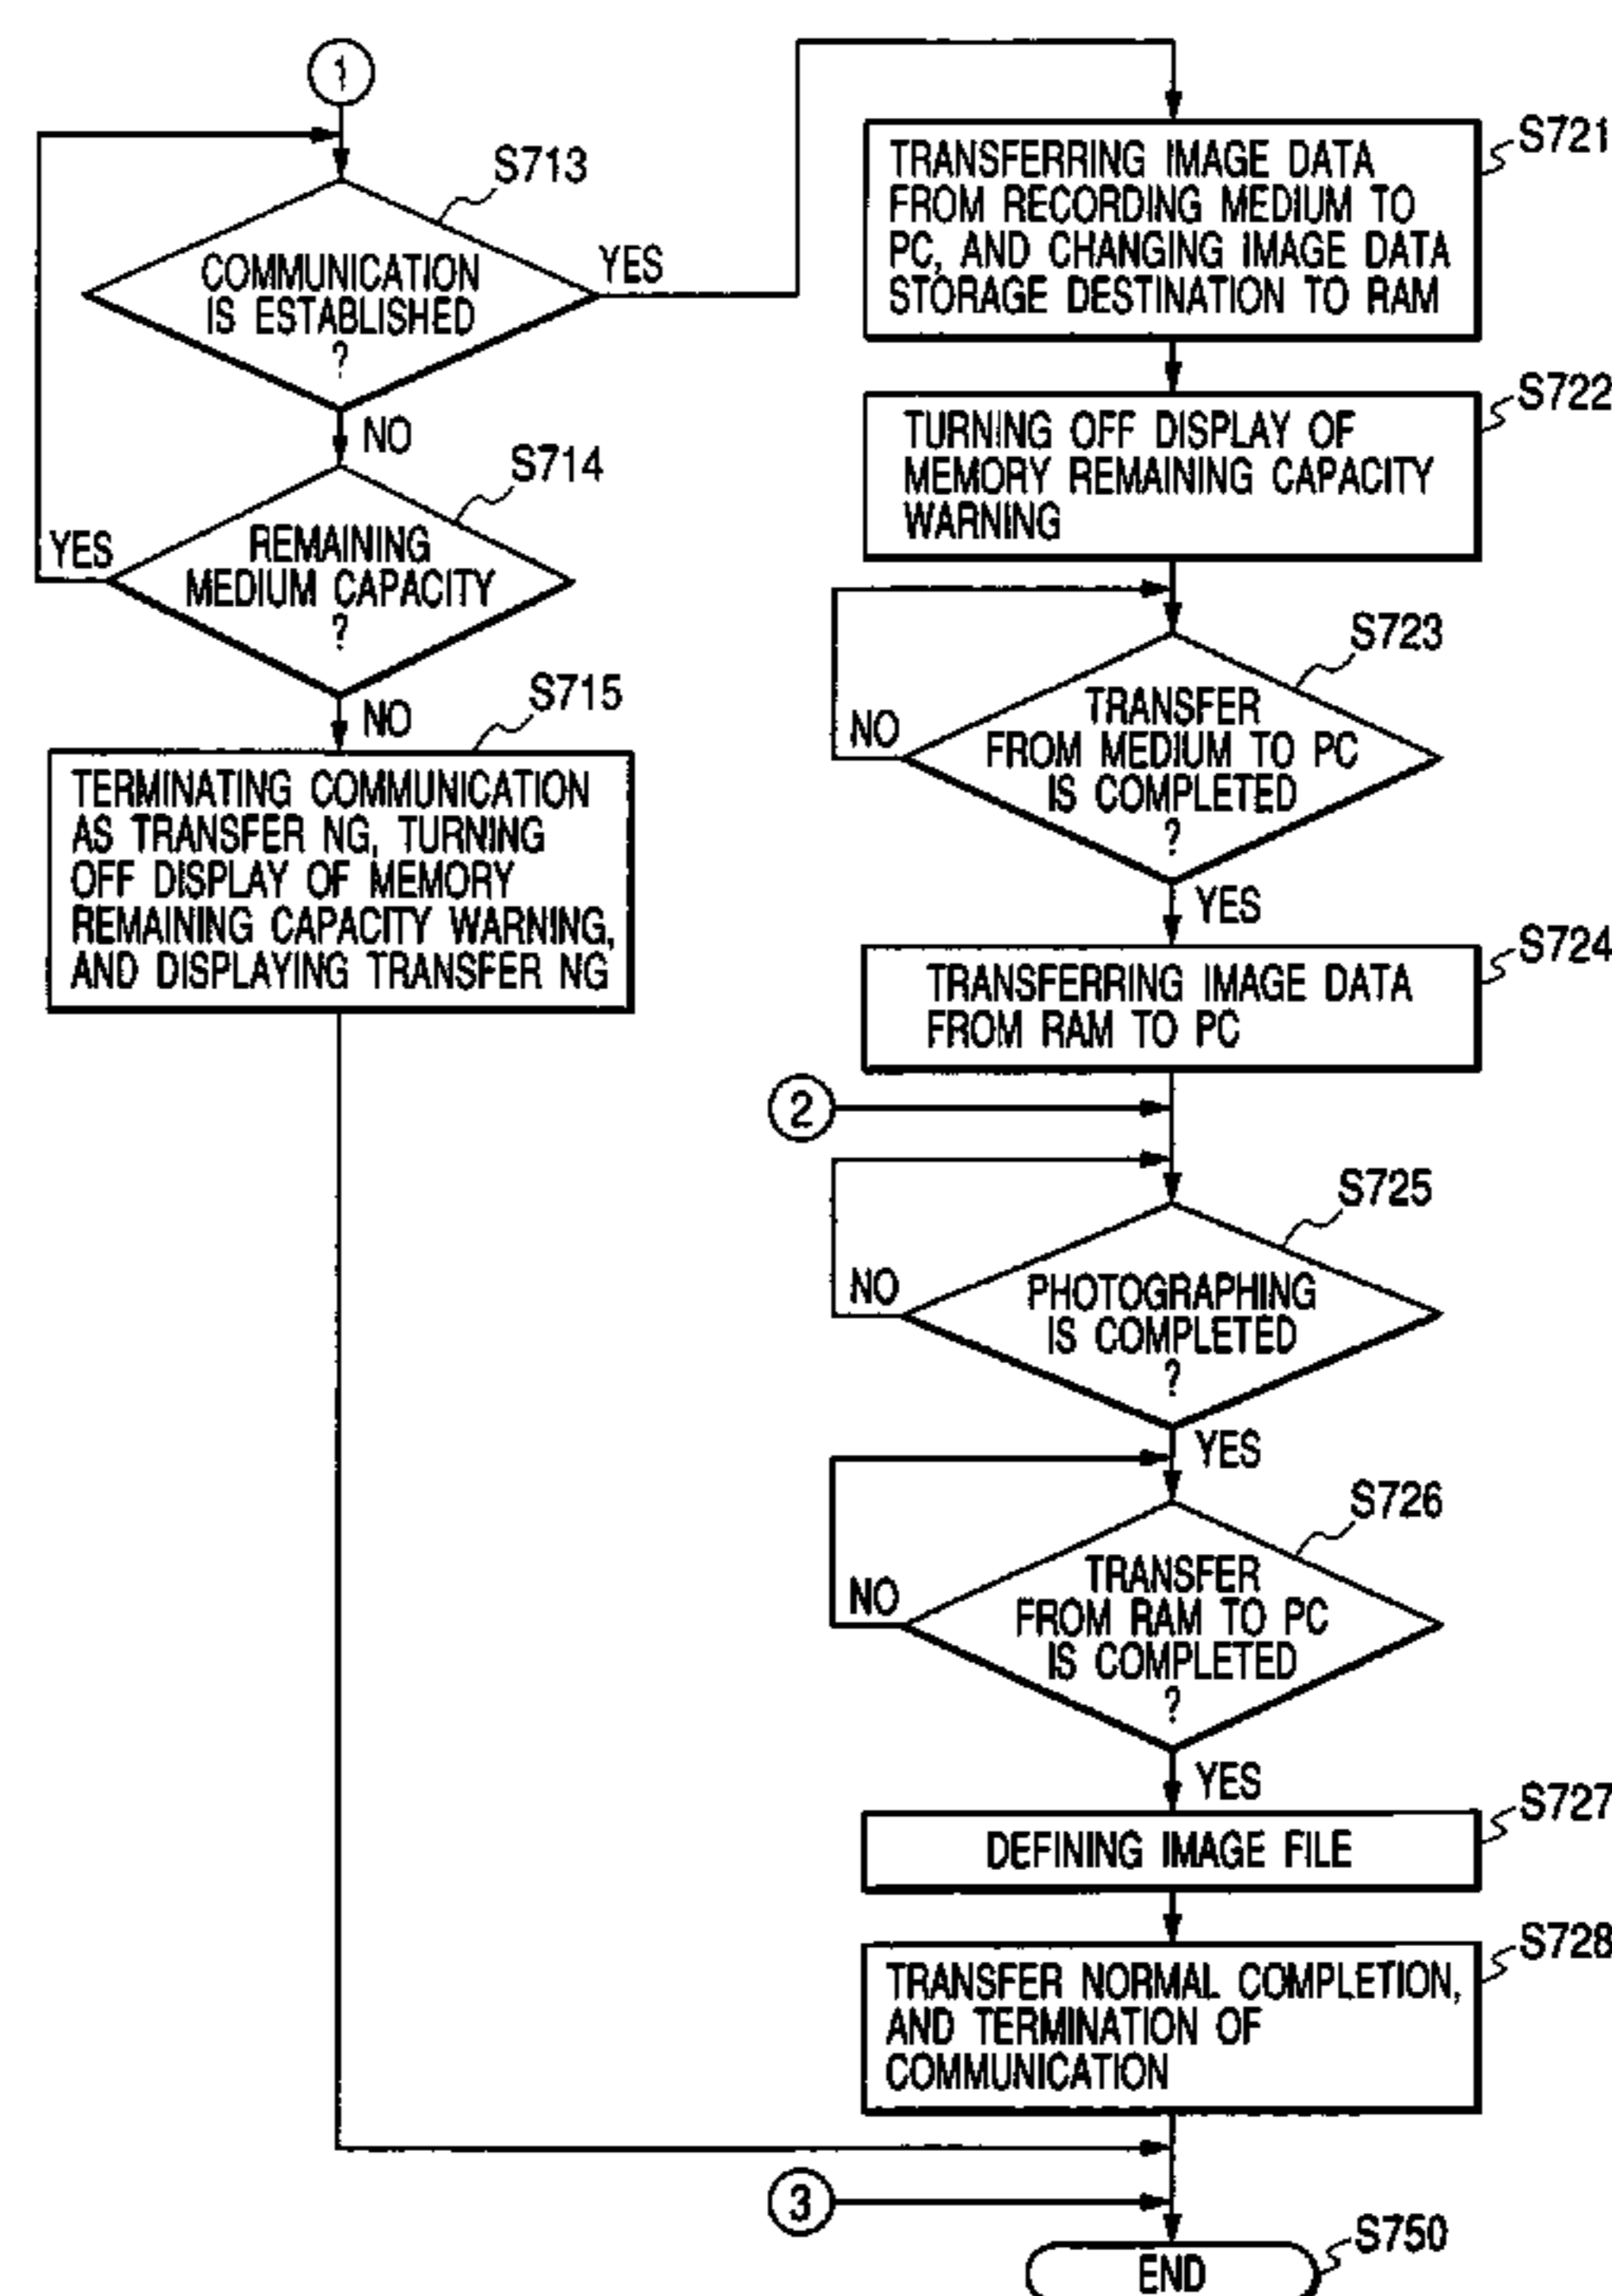 1
S713
COMMUNICATION
IS ESTABLISHED
?
YES
NO
S714
REMAINING
MEDIUM CAPACITY
?
YES
NO
S715
TERMINATING COMMUNICATION
AS TRANSFER NG, TURNING
OFF DISPLAY OF MEMORY
REMAINING CAPACITY WARNING,
AND DISPLAYING TRANSFER NG
S721
TRANSFERRING IMAGE DATA
FROM RECORDING MEDIUM TO
PC, AND CHANGING IMAGE DATA
STORAGE DESTINATION TO RAM
S722
TURNING OFF DISPLAY OF
MEMORY REMAINING CAPACITY
WARNING
S723
TRANSFER
FROM MEDIUM TO PC
IS COMPLETED
?
NO
YES
S724
TRANSFERRING IMAGE DATA
FROM RAM TO PC
2
S725
PHOTOGRAPHING
IS COMPLETED
?
NO
YES
S726
TRANSFER
FROM RAM TO PC
IS COMPLETED
?
NO
YES
S727
DEFINING IMAGE FILE
S728
TRANSFER NORMAL COMPLETION,
AND TERMINATION OF
COMMUNICATION
3
S750
END